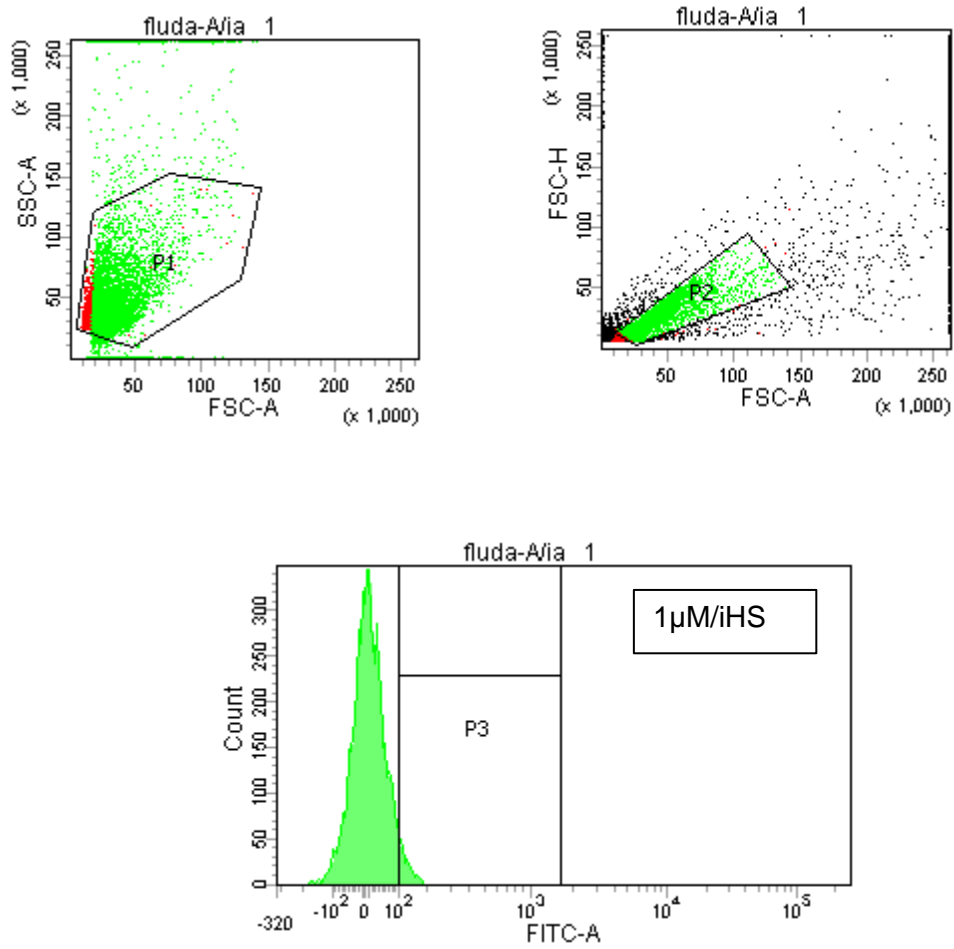 fluda-A/ia 1
(x 1,000)
SSC-A
50 100 150 200 250
P1
50 100 150 200 250
FSC-A
(x 1,000)
fluda-A/ia 1
(x 1,000)
FSC-H
50 100 150 200 250
P2
50 100 150 200 250
FSC-A
(x 1,000)
fluda-A/ia 1
Count
0 50 100 150 200 250 300
P3
1µM/iHS
-320 -10² 0 10² 10³ 10⁴ 10⁵
FITC-A